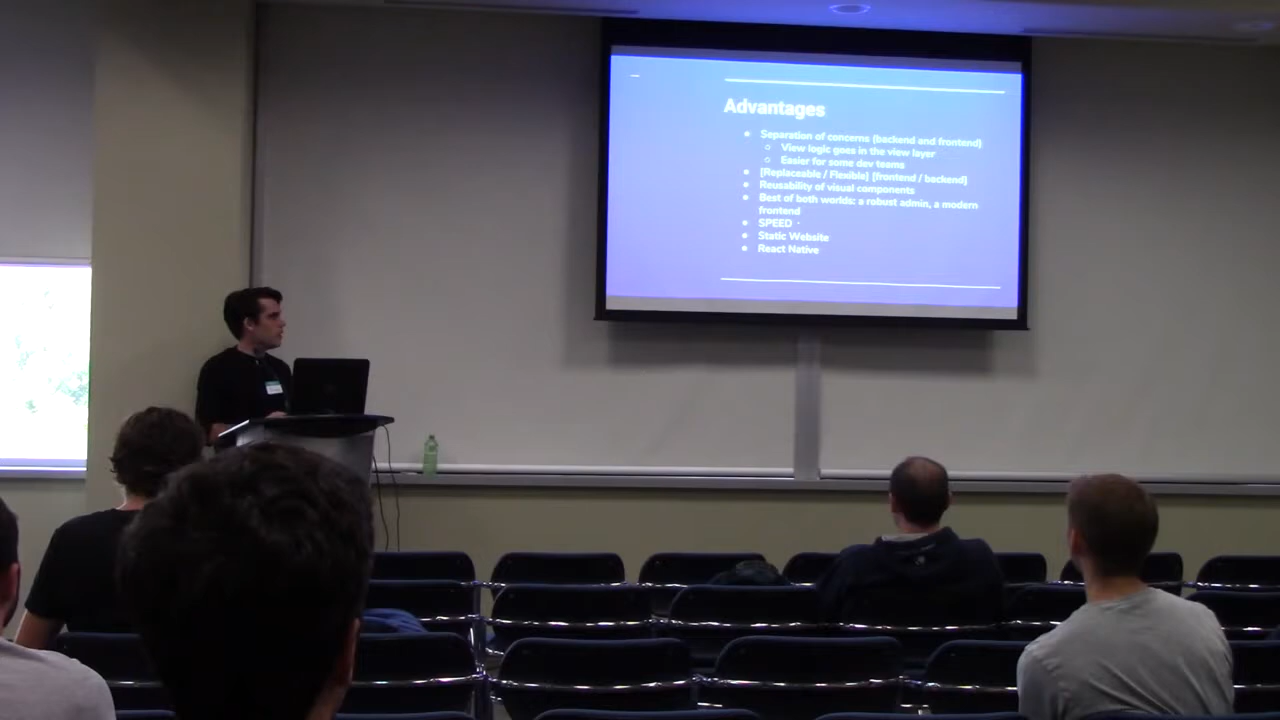 Advantages
Separation of concerns (backend and frontend)
View logic goes in the view layer
Easier for some dev teams
[Replaceable / Flexible] [frontend / backend]
Reusability of visual components
Best of both worlds: a robust admin, a modern
frontend
SPEED
Static Website
React Native